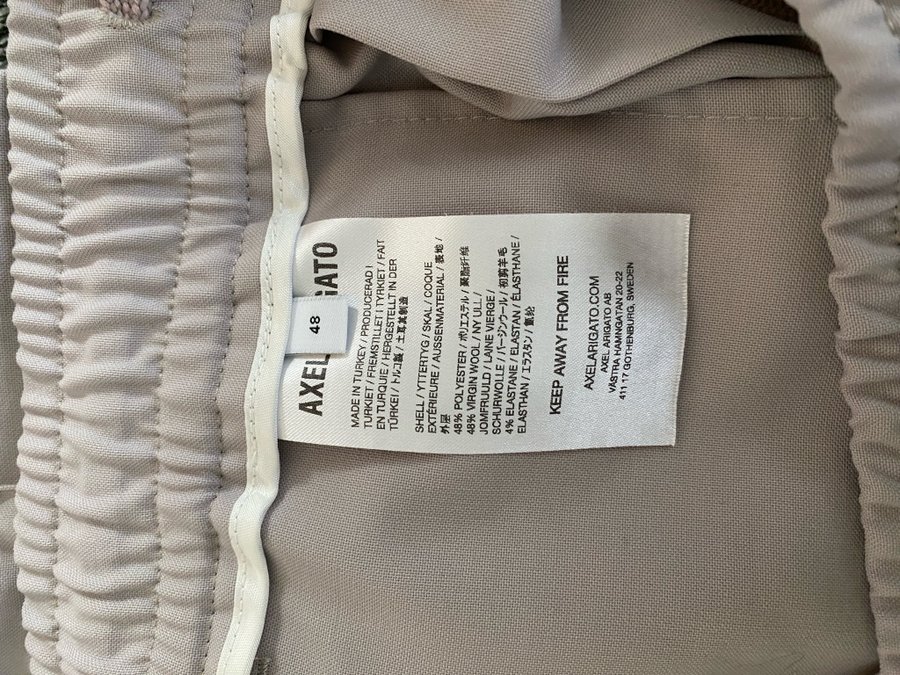 AXEL GATO
48
MADE IN TURKEY / PRODUCERAD I
TURKIET / FREMSTILLET I TYRKIET / FAIT
EN TURQUIE / HERGESTELLT IN DER
TÜRKEI / トルコ製 / 土耳其制造
SHELL / YTTERTYG / SKAL / COQUE
EXTÉRIEURE / AUSSENMATERIAL / 表地 /
外层
48% POLYESTER / ポリエステル / 聚酯纤维
48% VIRGIN WOOL / NY ULL /
JOMFRUULD / LAINE VIERGE /
SCHURWOLLE / バージンウール / 初剪羊毛
4% ELASTANE / ELASTAN / ÉLASTHANE /
ELASTHAN / エラスタン / 氨纶
KEEP AWAY FROM FIRE
AXELARIGATO.COM
AXEL ARIGATO AB
VÄSTRA HAMNGATAN 20-22
411 17 GOTHENBURG, SWEDEN